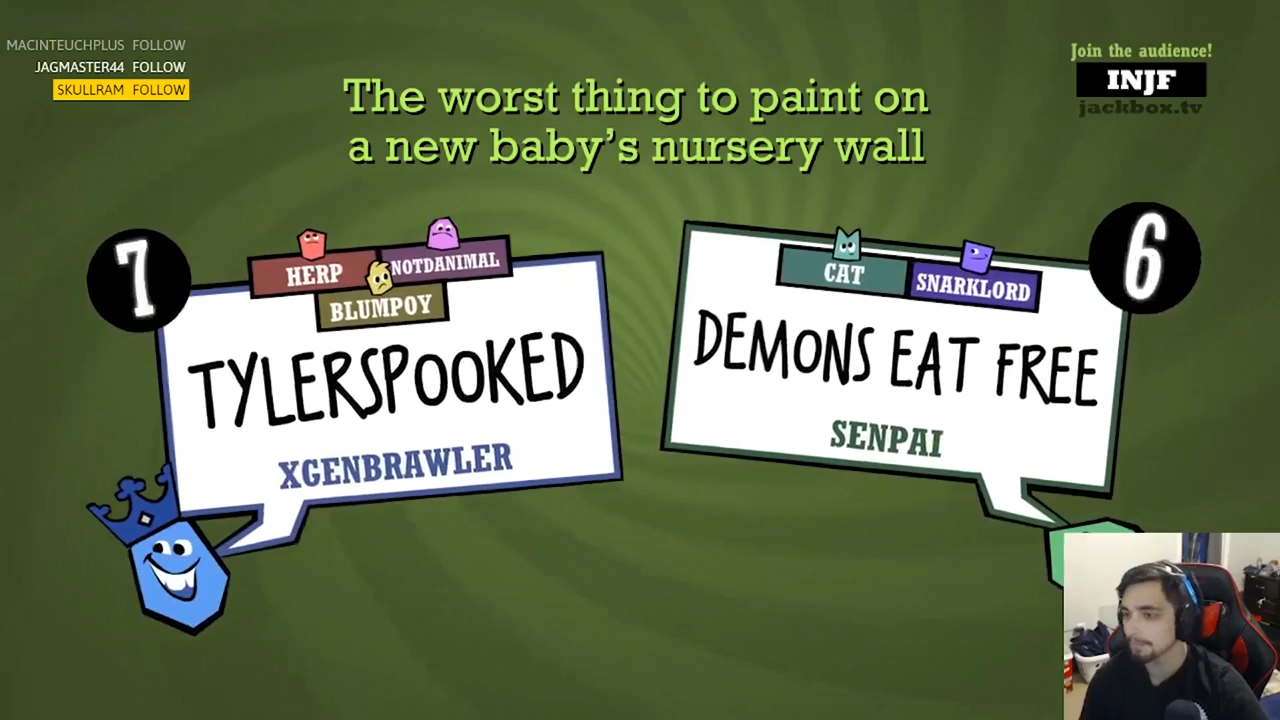 MACINTEUCHPLUS FOLLOW
JAGMASTER44 FOLLOW
SKULLRAM FOLLOW
Join the audience!
INJF
jackbox.tv
The worst thing to paint on
a new baby's nursery wall
7
HERP
NOTDANIMAL
BLUMPOY
TYLERSPOOKED
XGENBRAWLER
6
CAT
SNARKLORD
DEMONS EAT FREE
SENPAI